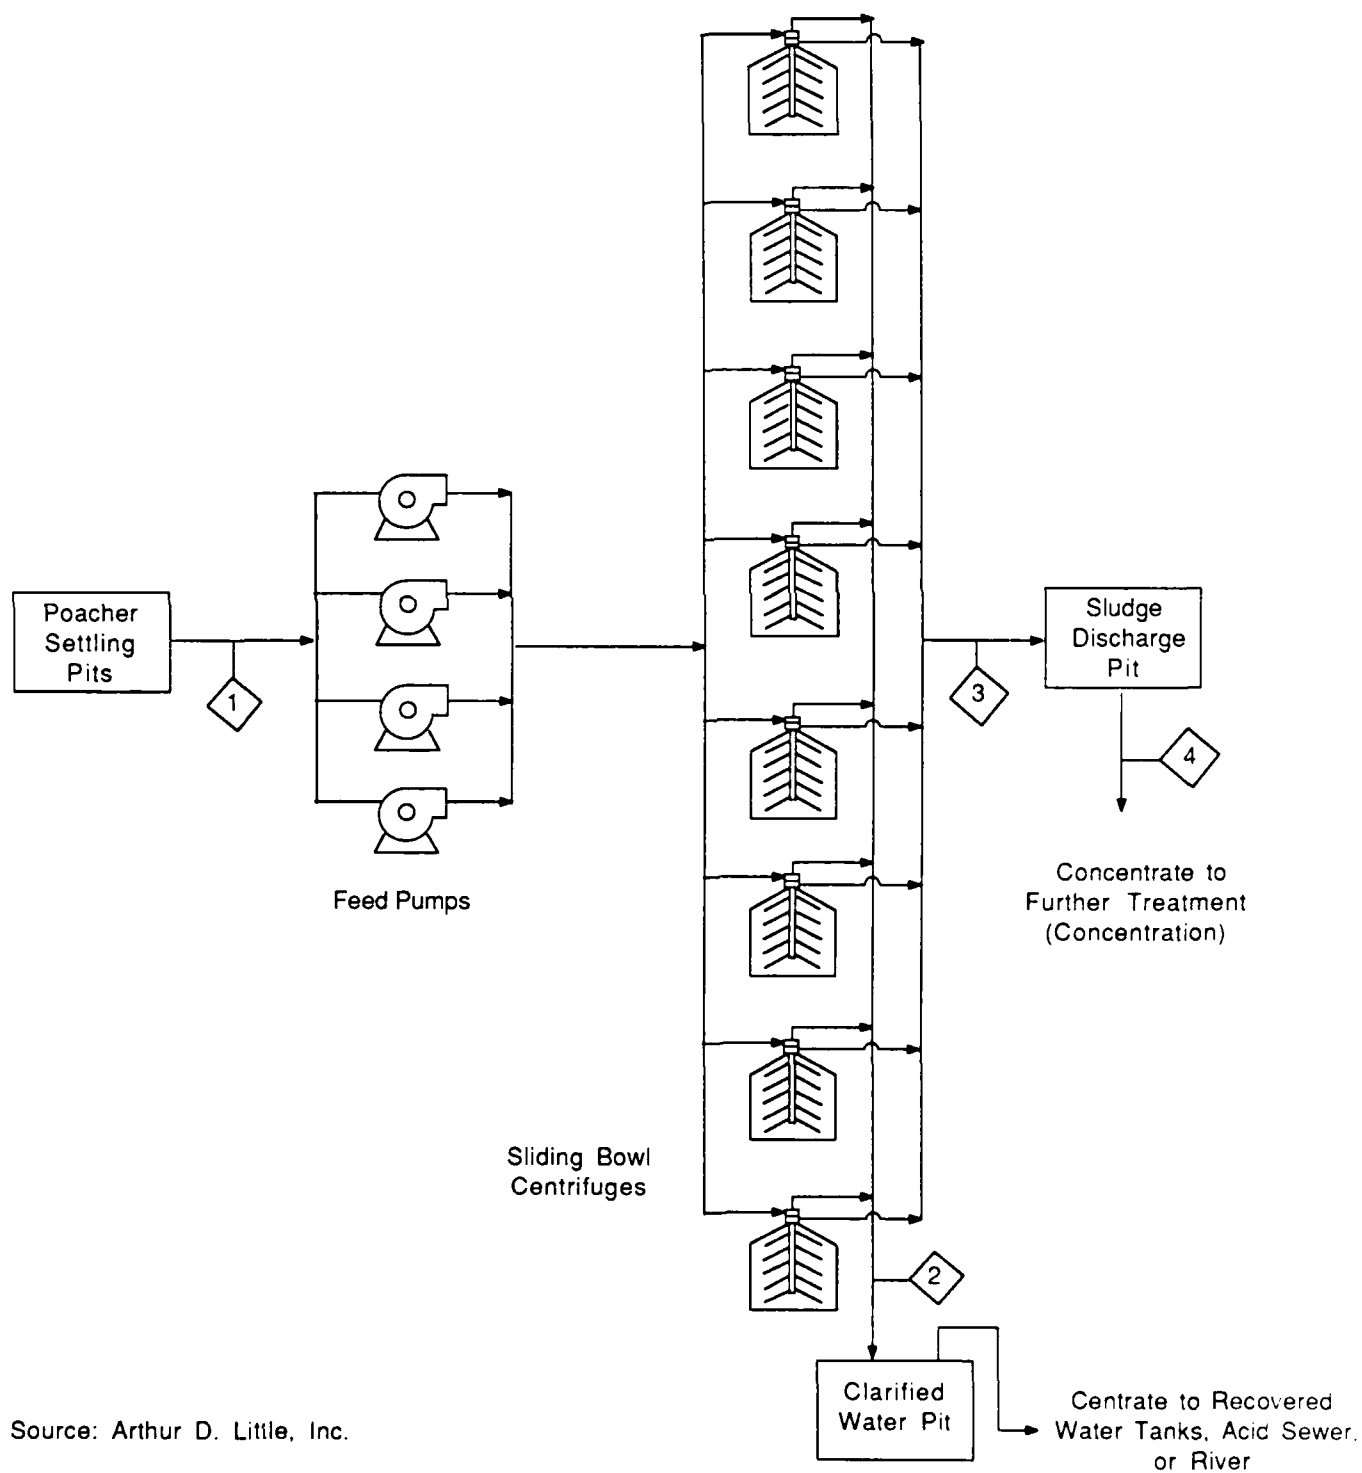 Poacher
Settling
Pits
1
Feed Pumps
Sliding Bowl
Centrifuges
3
Sludge
Discharge
Pit
4
Concentrate to
Further Treatment
(Concentration)
2
Clarified
Water Pit
Centrate to Recovered
Water Tanks, Acid Sewer,
or River
Source: Arthur D. Little, Inc.